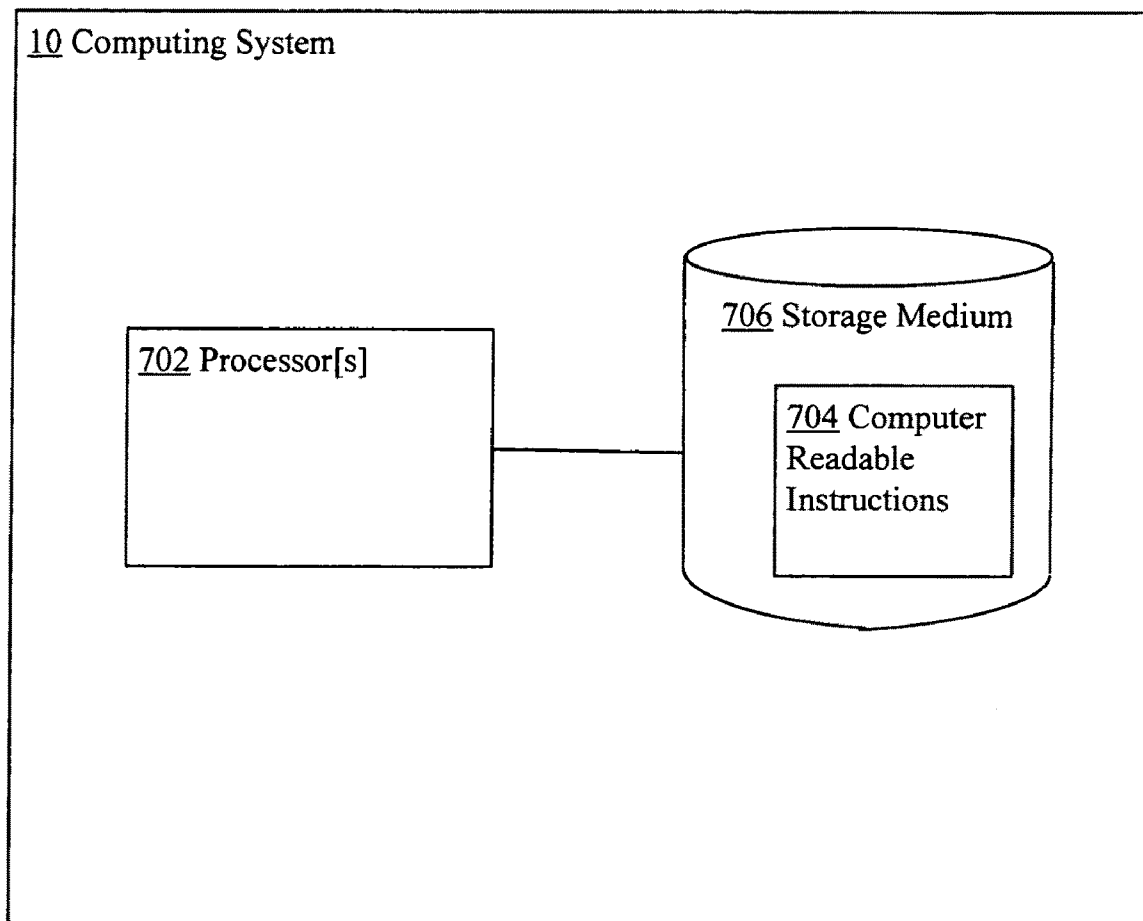 10 Computing System
702 Processor[s]
706 Storage Medium
704 Computer
Readable
Instructions